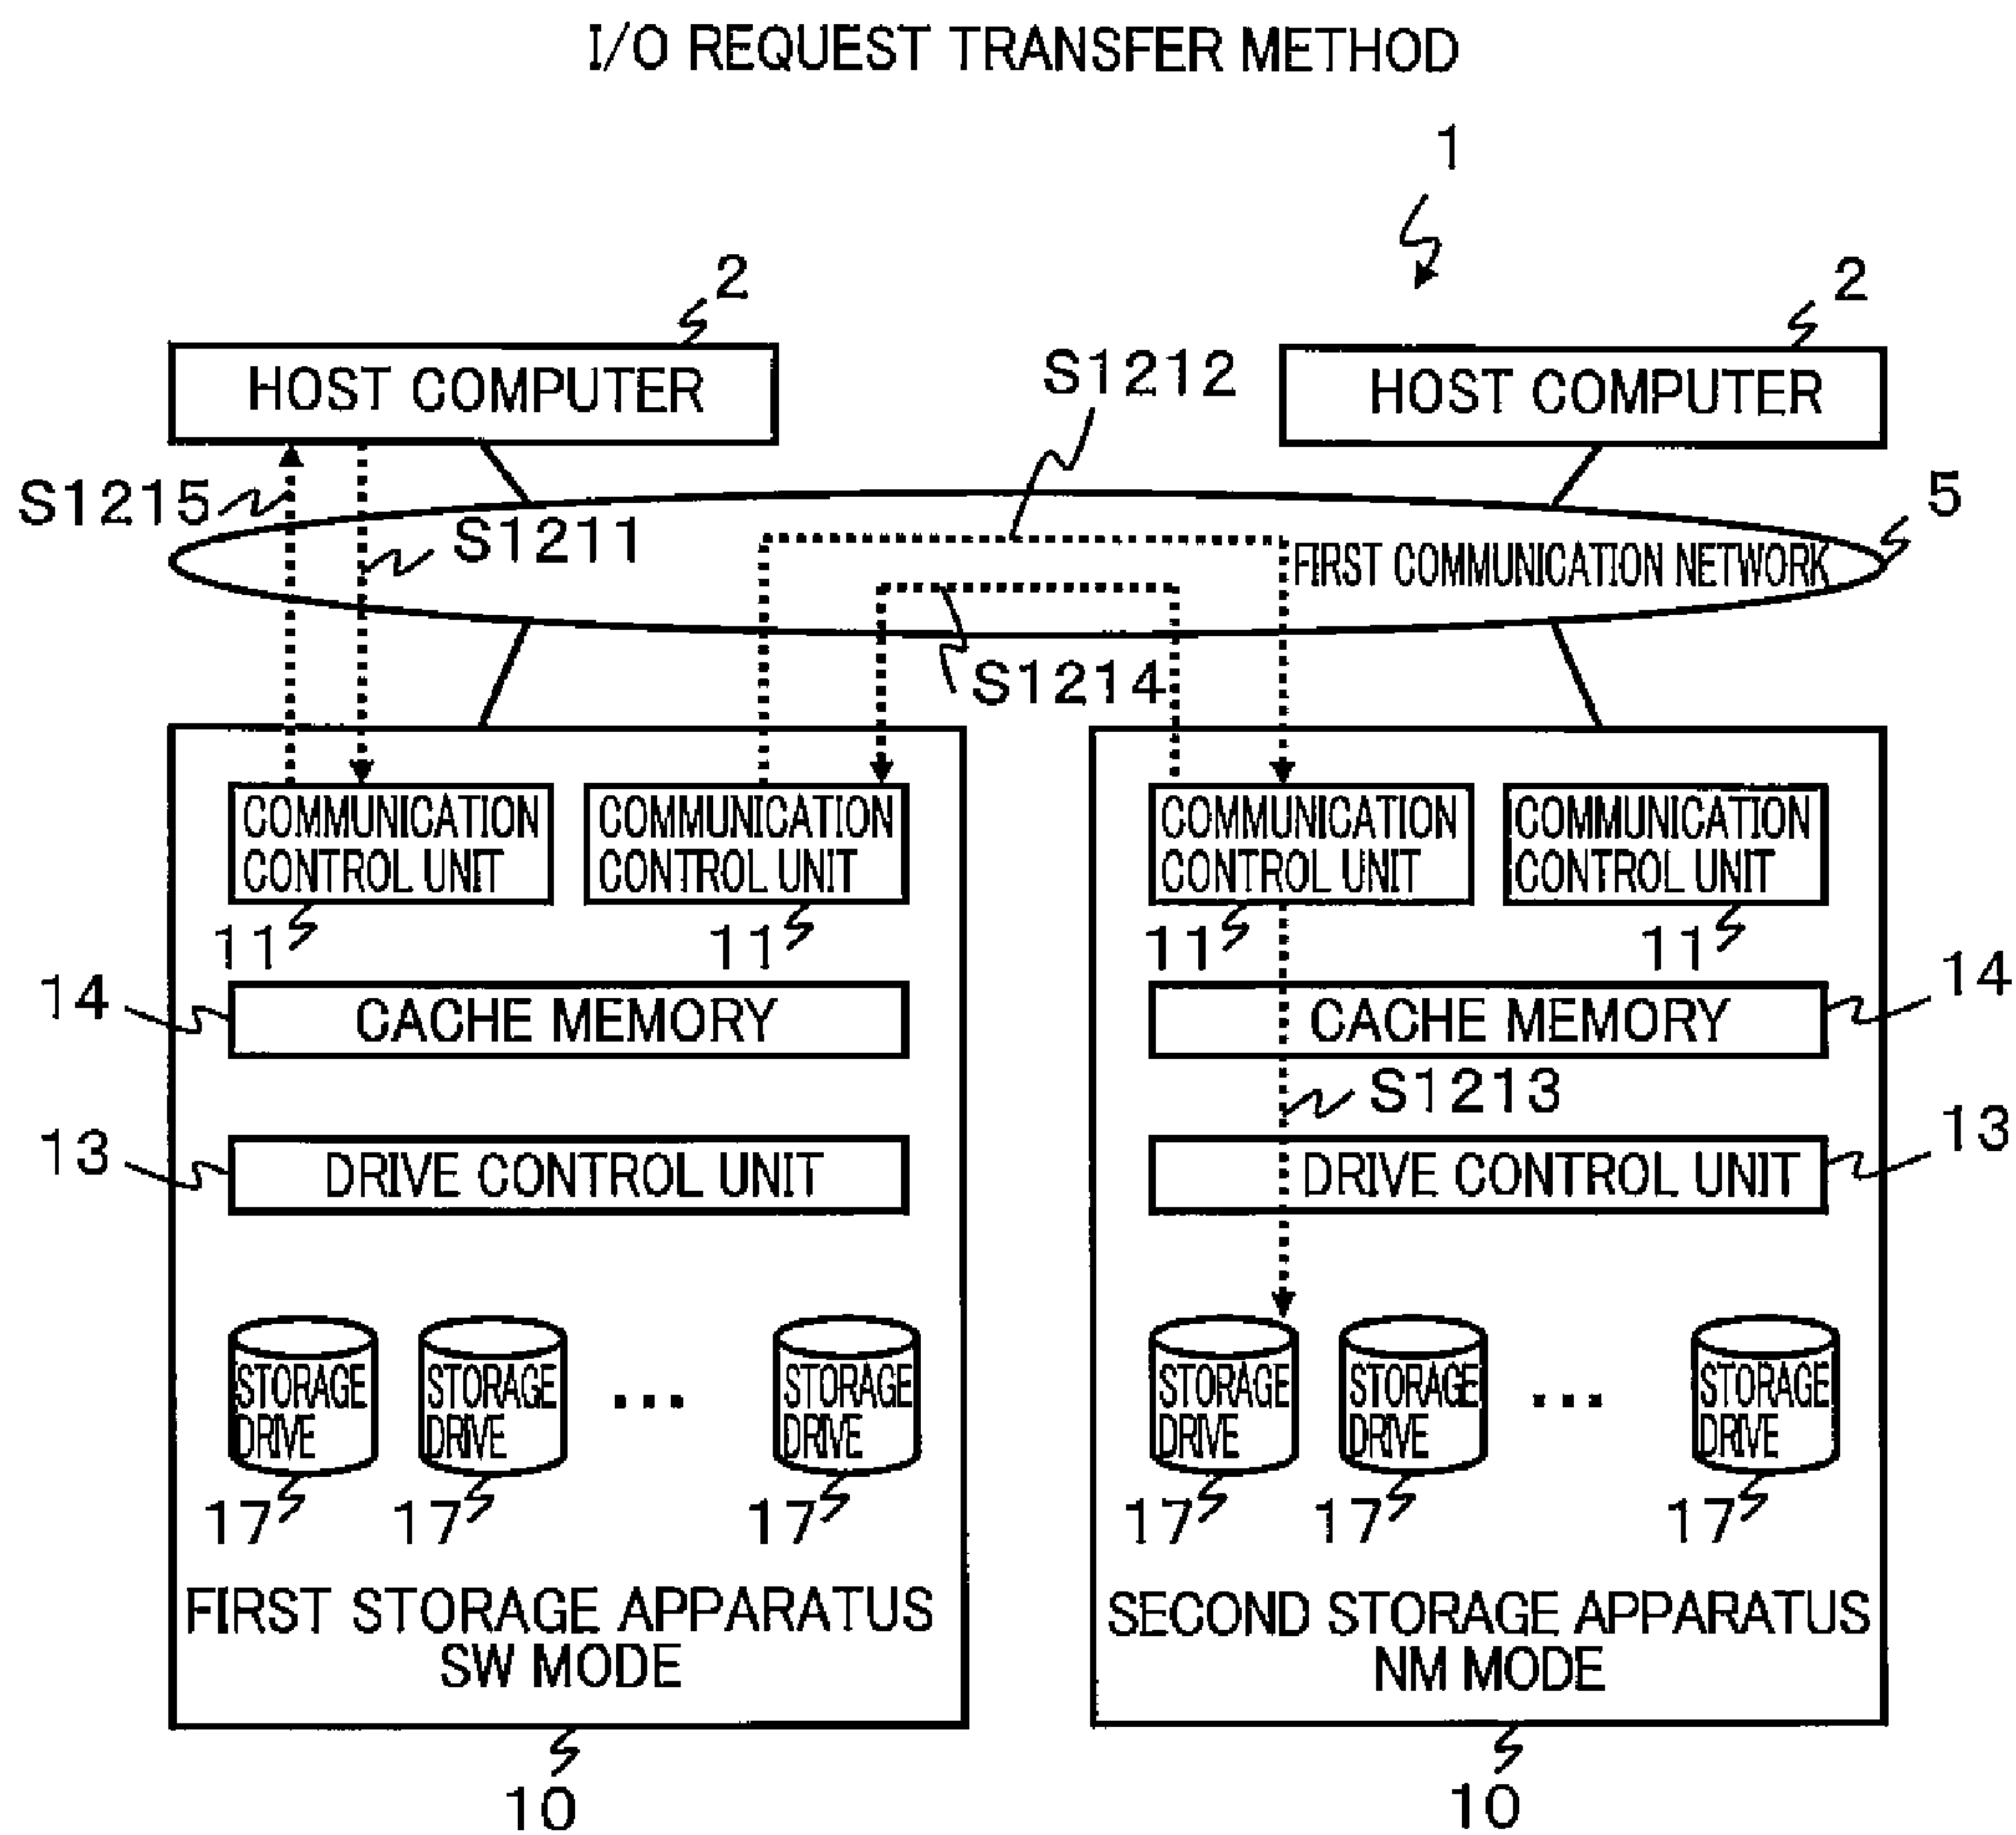 I/O REQUEST TRANSFER METHOD
1
2
2
HOST COMPUTER
S1212
HOST COMPUTER
S1215
S1211
5
FIRST COMMUNICATION NETWORK
S1214
COMMUNICATION
CONTROL UNIT
COMMUNICATION
CONTROL UNIT
COMMUNICATION
CONTROL UNIT
COMMUNICATION
CONTROL UNIT
11
11
11
11
14
CACHE MEMORY
CACHE MEMORY
14
S1213
13
DRIVE CONTROL UNIT
DRIVE CONTROL UNIT
13
STORAGE
DRIVE
STORAGE
DRIVE
...
STORAGE
DRIVE
STORAGE
DRIVE
STORAGE
DRIVE
...
STORAGE
DRIVE
17
17
17
17
17
17
FIRST STORAGE APPARATUS
SW MODE
SECOND STORAGE APPARATUS
NM MODE
10
10